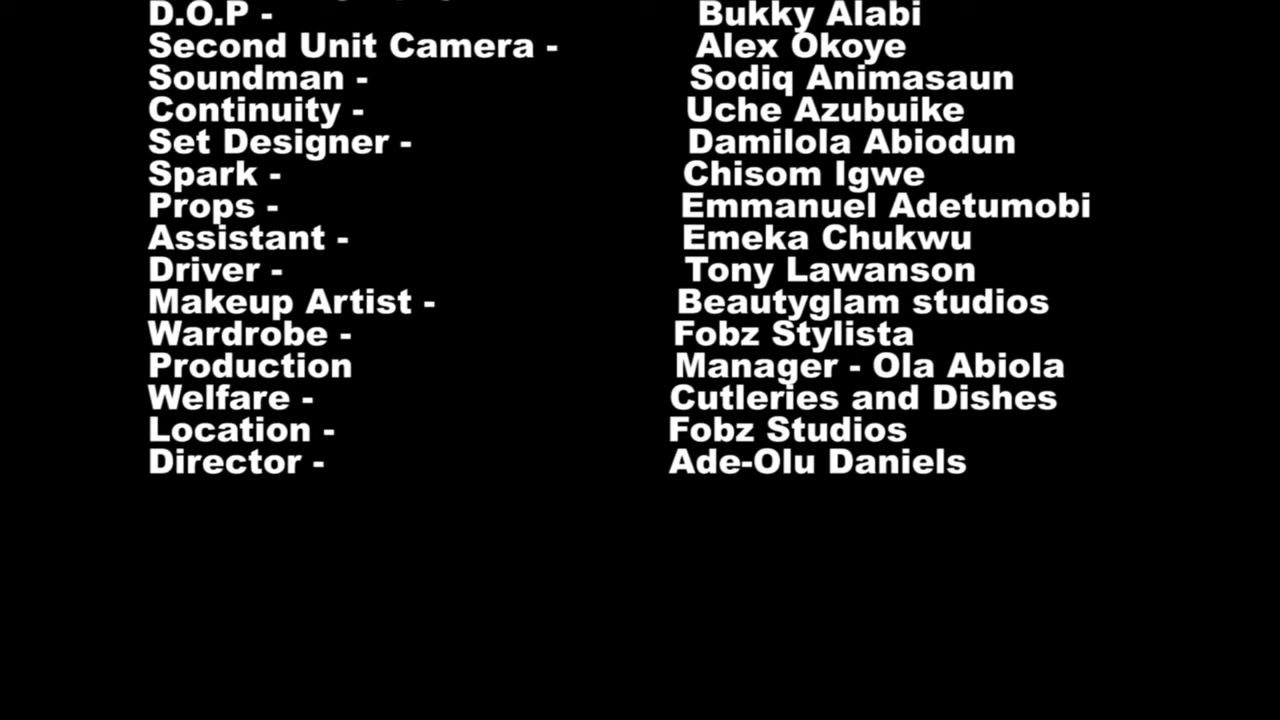 D.O.P - Bukky Alabi
Second Unit Camera - Alex Okoye
Soundman - Sodiq Animasaun
Continuity - Uche Azubuike
Set Designer - Damilola Abiodun
Spark - Chisom Igwe
Props - Emmanuel Adetumobi
Assistant - Emeka Chukwu
Driver - Tony Lawanson
Makeup Artist - Beautyglam studios
Wardrobe - Fobz Stylista
Production Manager - Ola Abiola
Welfare - Cutleries and Dishes
Location - Fobz Studios
Director - Ade-Olu Daniels